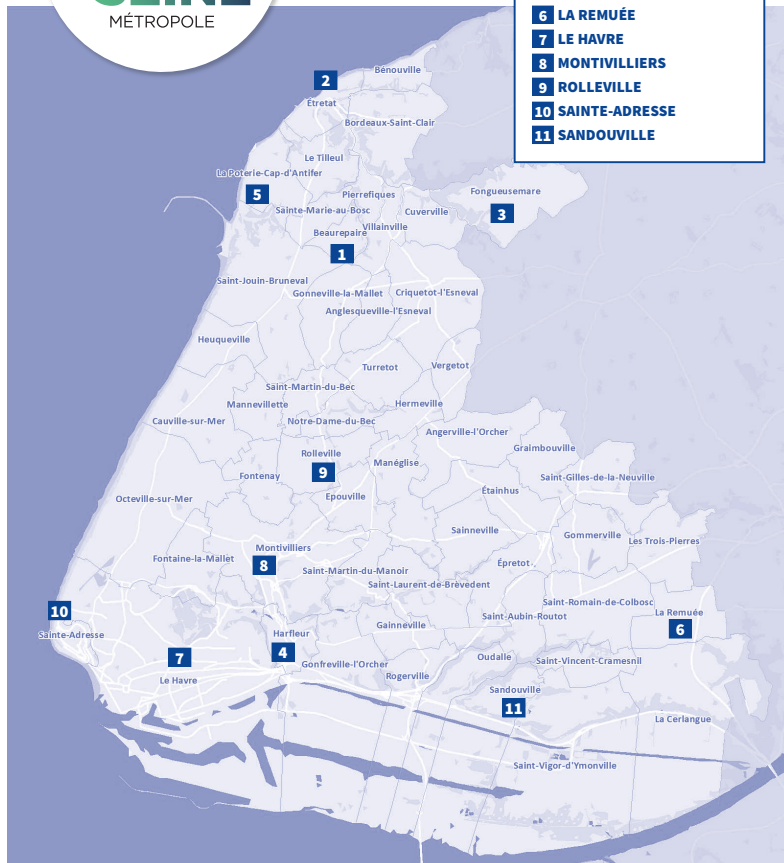 MÉTROPOLE
6 LA REMUÉE
7 LE HAVRE
8 MONTIVILLIERS
9 ROLLEVILLE
10 SAINTE-ADRESSE
11 SANDOUVILLE
Bénouville
2
Étretat
Bordeaux-Saint-Clair
Le Tilleul
La Poterie-Cap-d'Antifer
5
Pierrefiques
Fongueusemare
3
Sainte-Marie-au-Bosc
Cuverville
Villainville
Beaurepaire
1
Saint-Jouin-Bruneval
Gonneville-la-Mallet
Criquetot-l'Esneval
Anglesqueville-l'Esneval
Heuqueville
Turretot
Vergetot
Saint-Martin-du-Bec
Mannevillette
Hermeville
Cauville-sur-Mer
Notre-Dame-du-Bec
Angerville-l'Orcher
Graimbouville
Rolleville
9
Manéglise
Fontenay
Saint-Gilles-de-la-Neuville
Étainhus
Octeville-sur-Mer
Epouville
Sainneville
Gommerville
Les Trois-Pierres
Montivilliers
8
Fontaine-la-Mallet
Saint-Martin-du-Manoir
Épretot
Saint-Laurent-de-Brèvedent
10
Sainte-Adresse
Saint-Romain-de-Colbosc
La Remuée
6
Saint-Aubin-Routot
Gainneville
Harfleur
4
7
Le Havre
Gonfreville-l'Orcher
Rogerville
Oudalle
Saint-Vincent-Cramesnil
Sandouville
11
La Cerlangue
Saint-Vigor-d'Ymonville